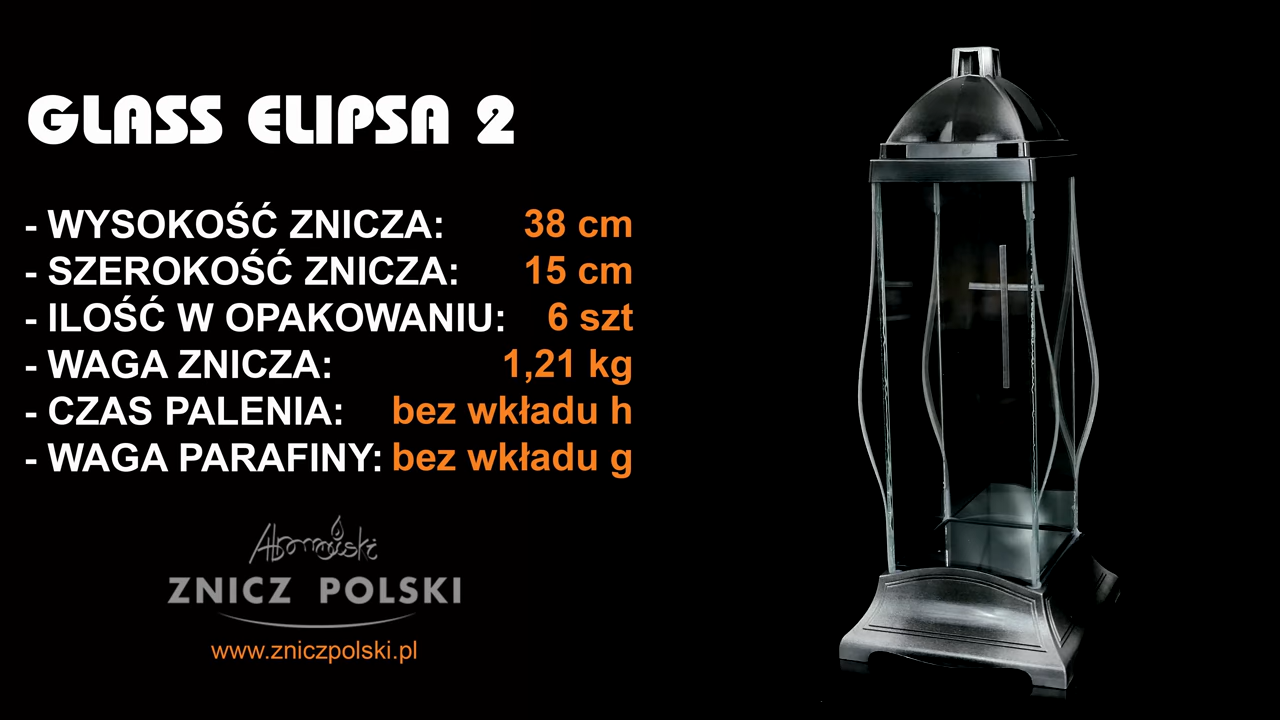 GLASS ELIPSA 2
- WYSOKOŚĆ ZNICZA: 38 cm
- SZEROKOŚĆ ZNICZA: 15 cm
- ILOŚĆ W OPAKOWANIU: 6 szt
- WAGA ZNICZA: 1,21 kg
- CZAS PALENIA: bez wkładu h
- WAGA PARAFINY: bez wkładu g
ZNICZ POLSKI
www.zniczpolski.pl